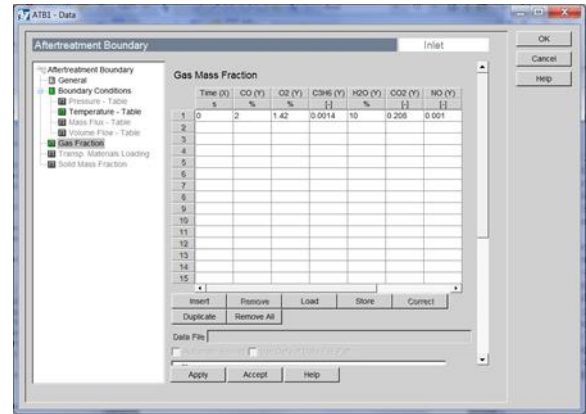 ATB1 - Data
Aftertreatment Boundary Inlet
OK
Cancel
Help
Aftertreatment Boundary
General
Boundary Conditions
Pressure - Table
Temperature - Table
Mass Flux - Table
Volume Flow - Table
Gas Fraction
Transp. Materials Loading
Solid Mass Fraction
Gas Mass Fraction
Time (X) CO (Y) O2 (Y) C3H6 (Y) H2O (Y) CO2 (Y) NO (Y)
s % % [-] % [-] [-]
1 0 2 1.42 0.0014 10 0.208 0.001
2
3
4
5
6
7
8
9
10
11
12
13
14
15
Insert Remove Load Store Correct
Duplicate Remove All
Data File
Apply Accept Help